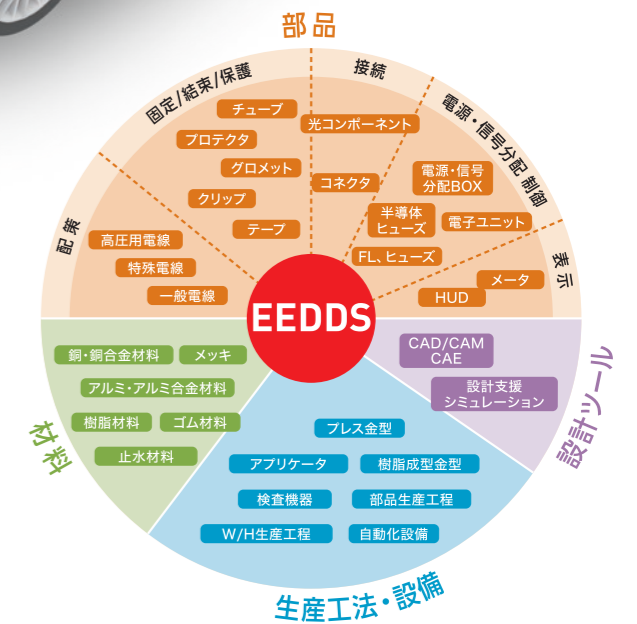 部品
固定/結束/保護
接続
電源・信号分配 制御
配策
表示
チューブ
光コンポーネント
プロテクタ
グロメット
コネクタ
電源・信号
分配BOX
クリップ
半導体
ヒューズ
電子ユニット
テープ
高圧用電線
FL、ヒューズ
特殊電線
メータ
一般電線
HUD
EEDDS
銅・銅合金材料
メッキ
アルミ・アルミ合金材料
樹脂材料
ゴム材料
止水材料
材料
CAD/CAM
CAE
設計支援
シミュレーション
設計ツール
プレス金型
アプリケータ
樹脂成型金型
検査機器
部品生産工程
W/H生産工程
自動化設備
生産工法・設備